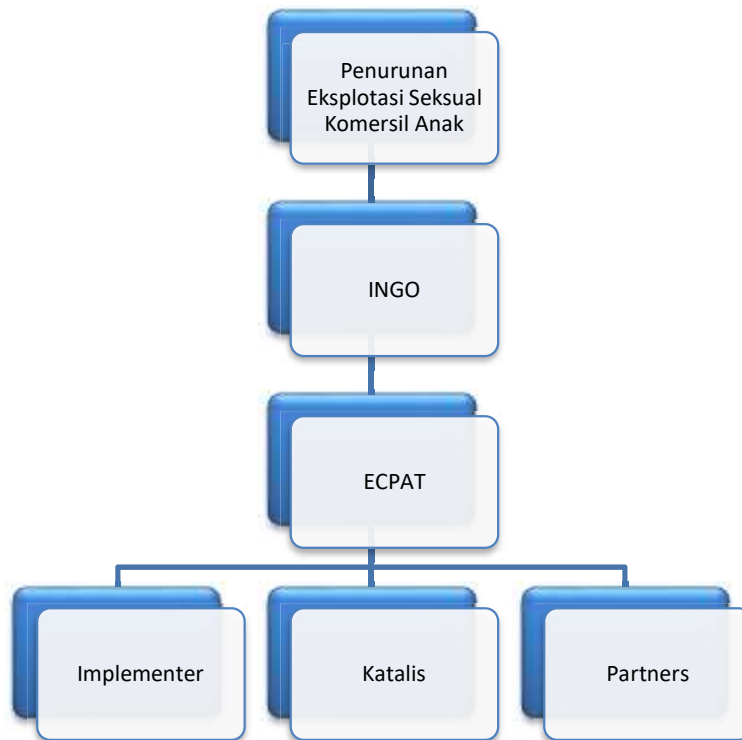 Penurunan
Eksplotasi Seksual
Komersil Anak
INGO
ECPAT
Implementer
Katalis
Partners